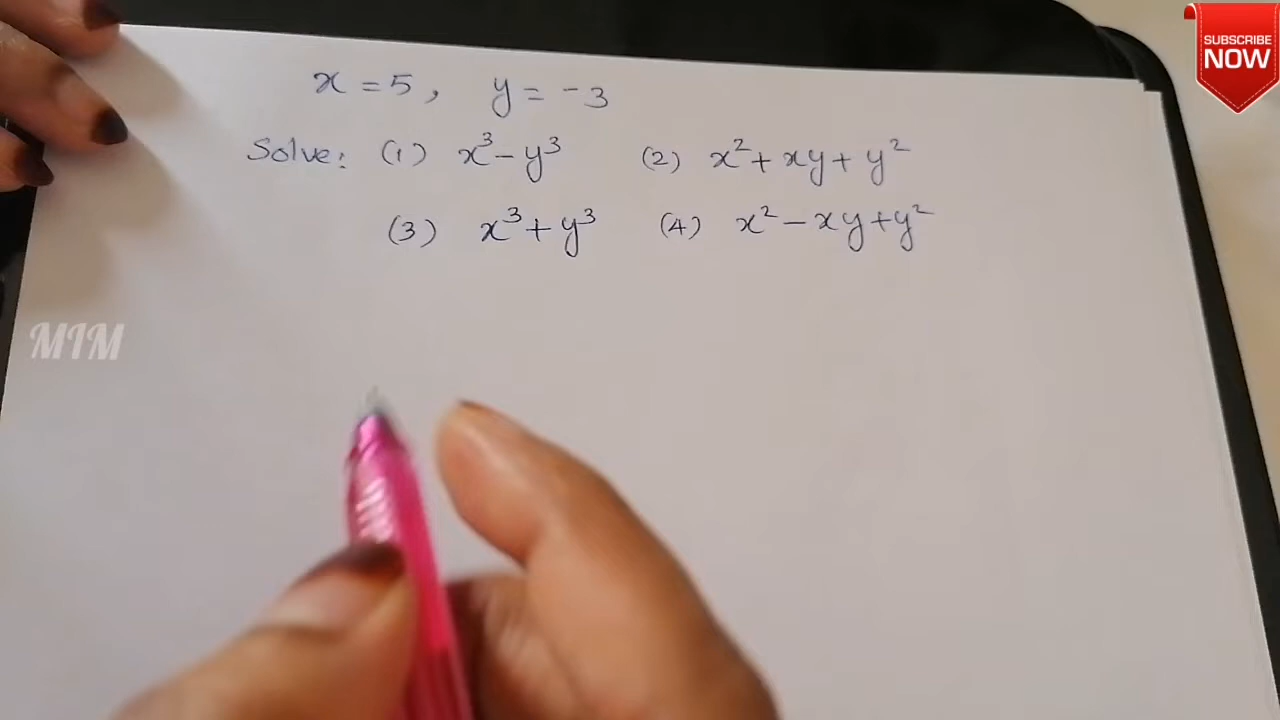 SUBSCRIBE
NOW
x = 5, y = -3
Solve: (1) x³ - y³ (2) x² + xy + y²
(3) x³ + y³ (4) x² - xy + y²
MIM